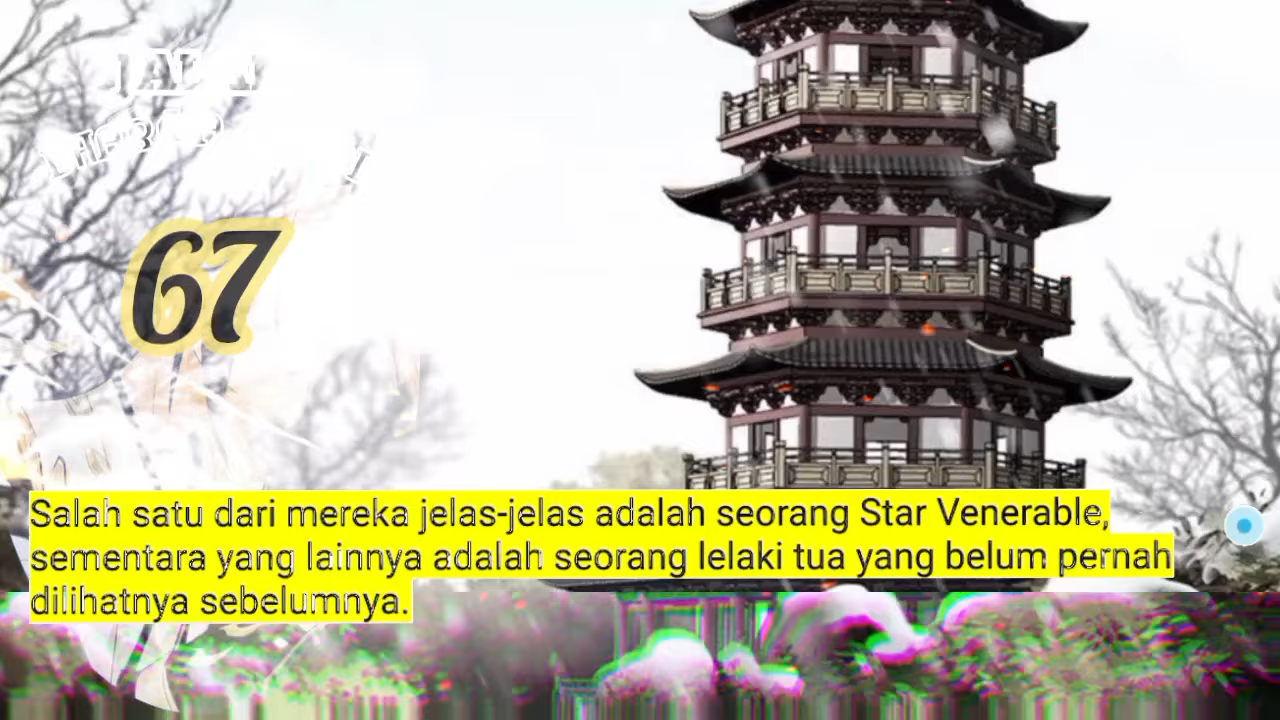 67
Salah satu dari mereka jelas-jelas adalah seorang Star Venerable,
sementara yang lainnya adalah seorang lelaki tua yang belum pernah
dilihatnya sebelumnya.